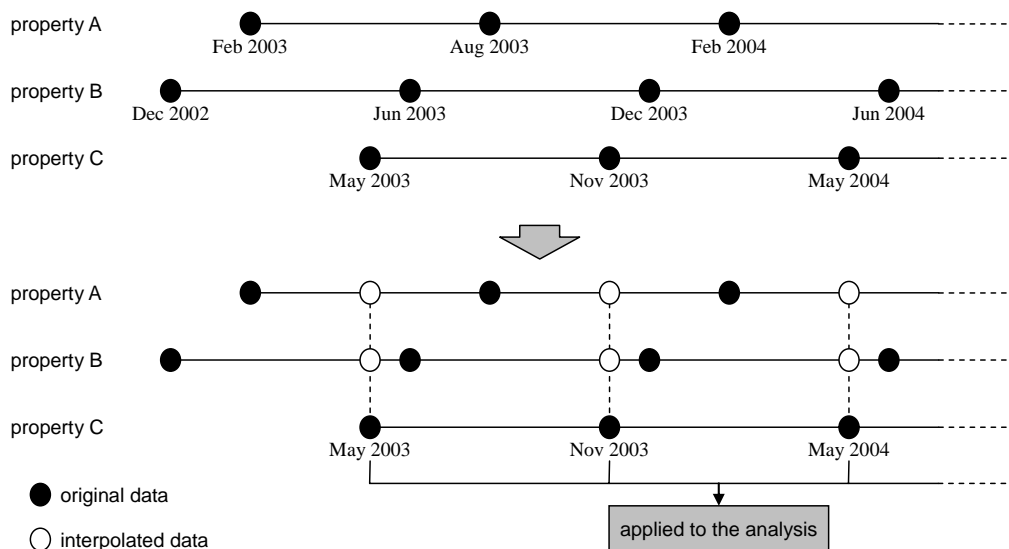 property A
Feb 2003 Aug 2003 Feb 2004
property B
Dec 2002 Jun 2003 Dec 2003 Jun 2004
property C
May 2003 Nov 2003 May 2004
property A
property B
property C
May 2003 Nov 2003 May 2004
original data
applied to the analysis
interpolated data